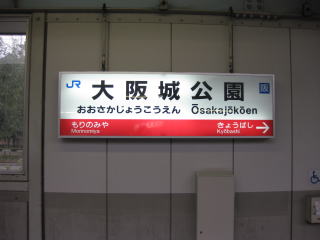 JR 大阪城公園 阪
おおさかじょうこうえん Ōsakajōkōen
もりのみや きょうばし
Morinomiya Kyōbashi